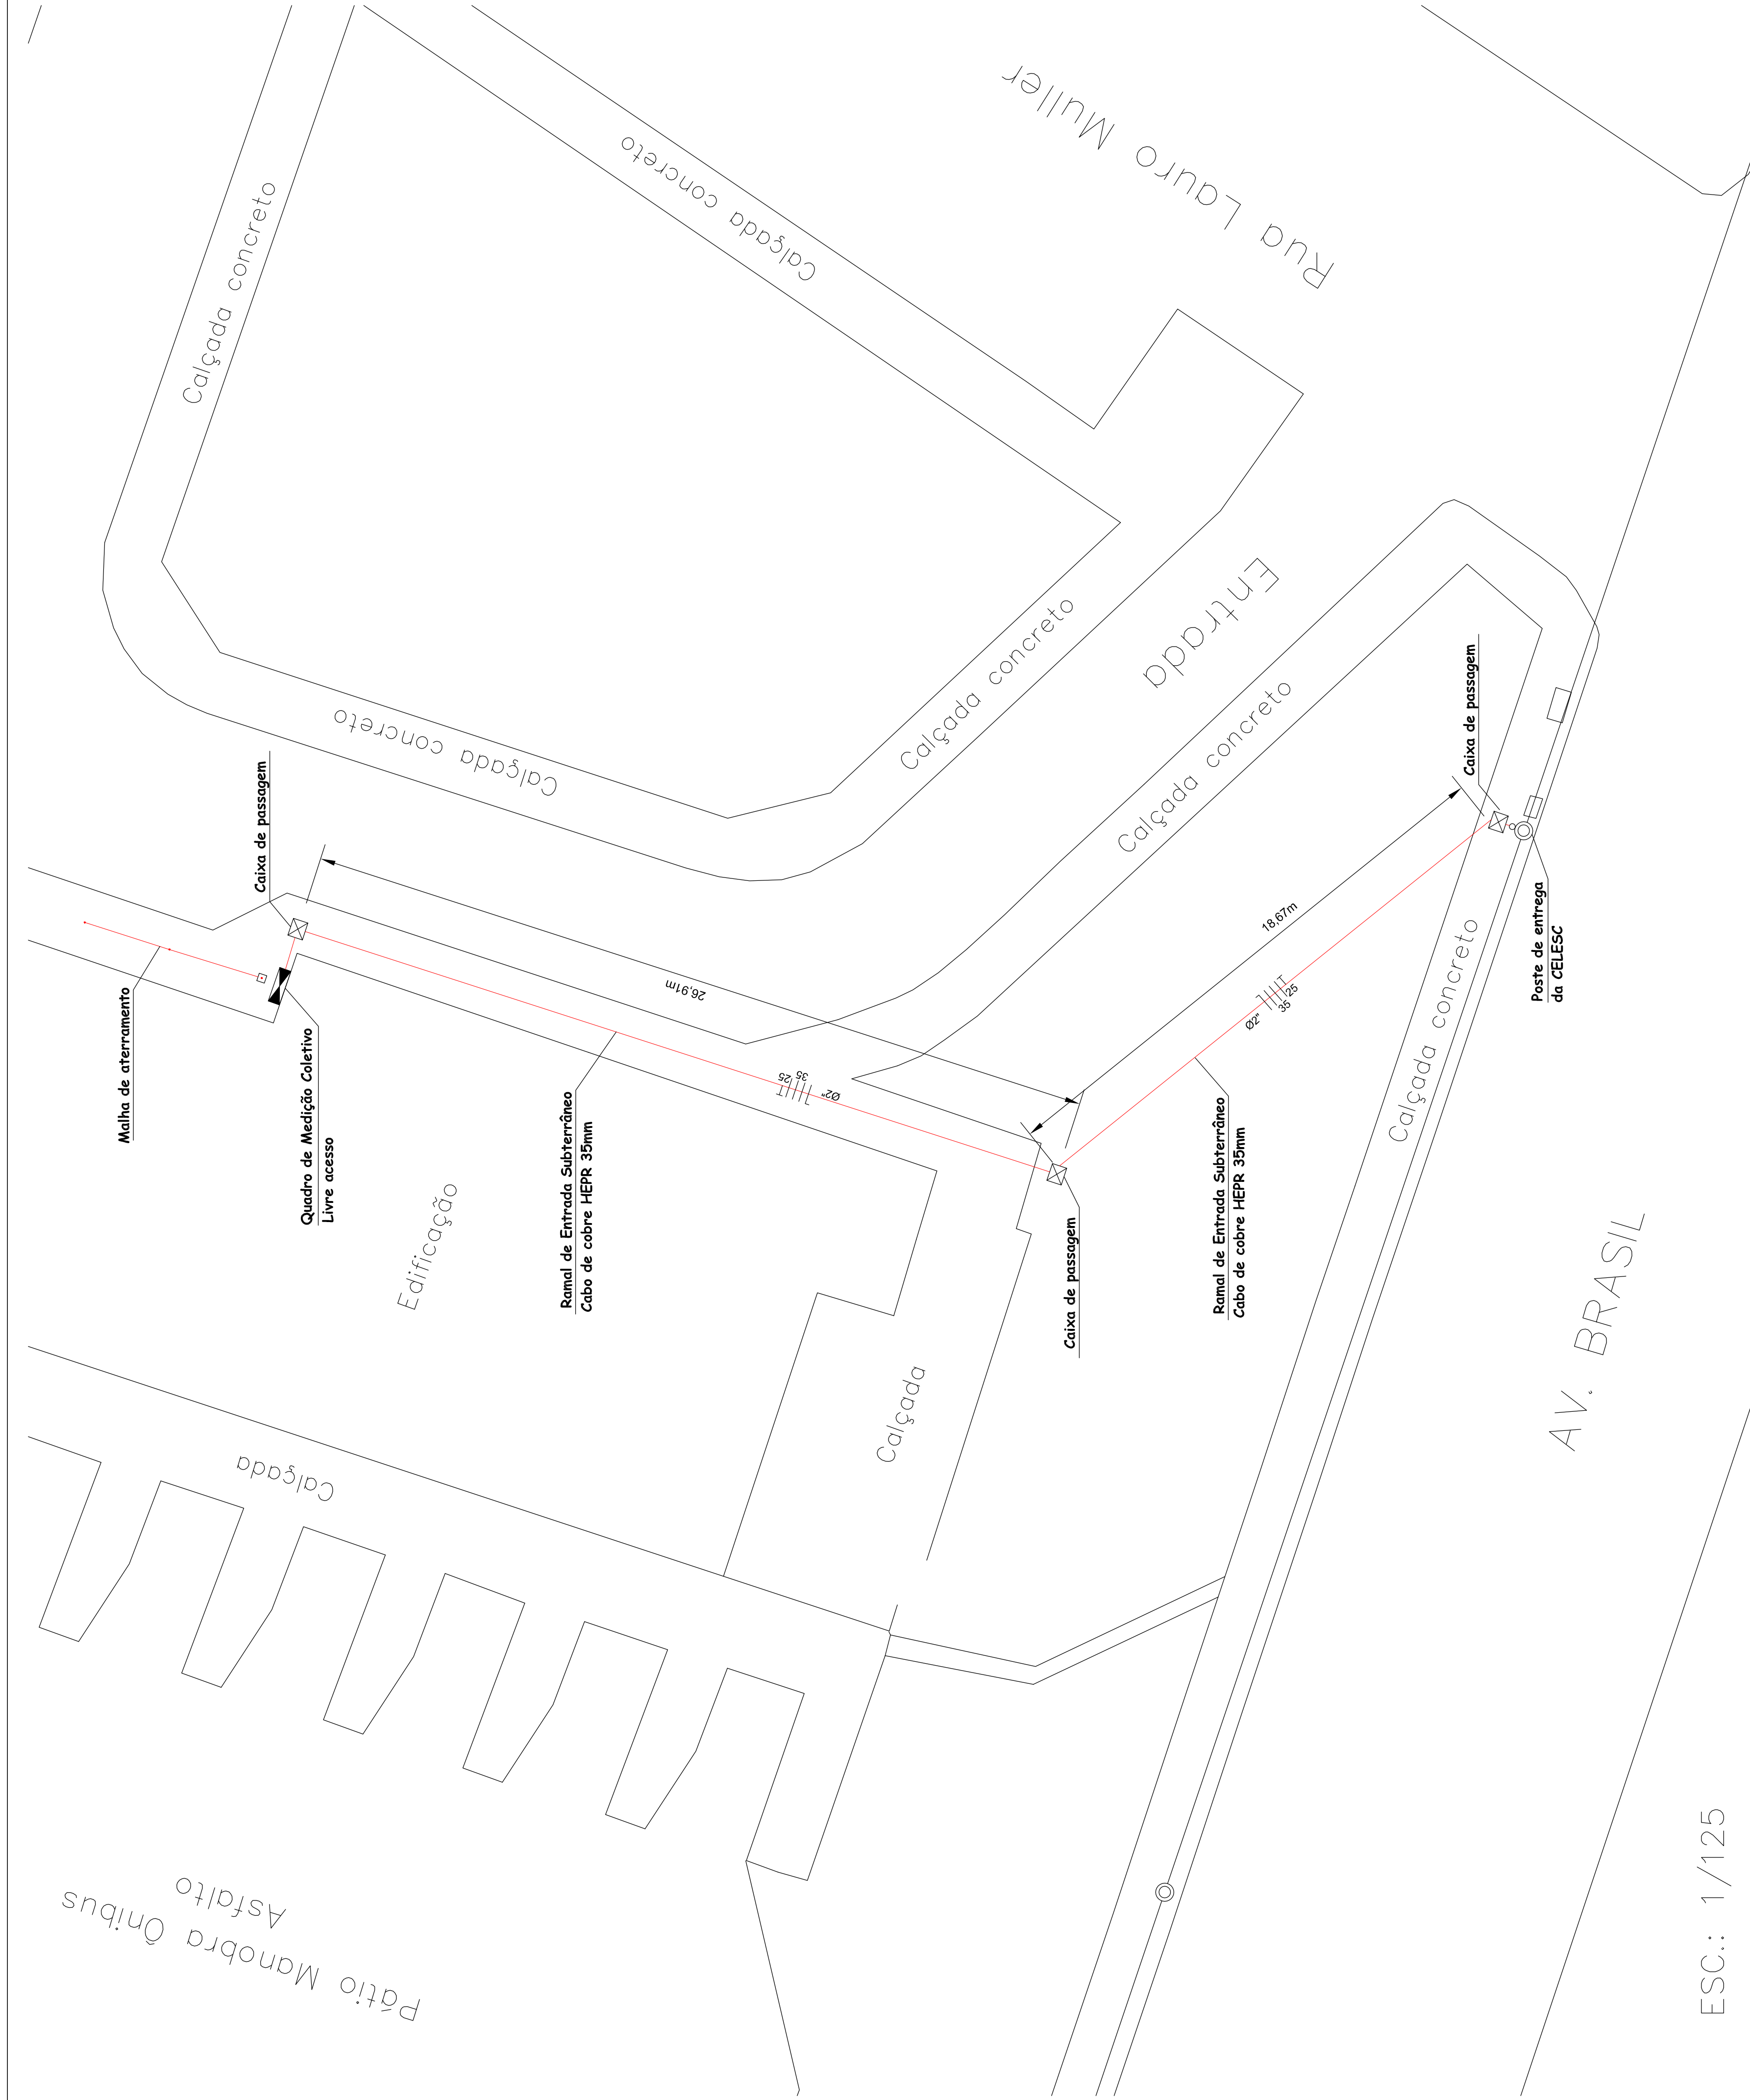 Malha de aterramento
Quadro de Medição Coletivo
Livre acesso
Caixa de passagem
Calçada concreto
Calçada concreto
Calçada concreto
Rua Lauro Muller
Calçada concreto
Entrada
Calçada concreto
26,91m
Ramal de Entrada Subterrâneo
Cabo de cobre HEPR 35mm
25
35
Ø2"
Edificação
Calçada
Calçada
Pátio Manobra Ônibus
Asfalto
Caixa de passagem
18,67m
Ø2"
35
25
Ramal de Entrada Subterrâneo
Cabo de cobre HEPR 35mm
Caixa de passagem
Poste de entrega
da CELESC
Calçada concreto
AV. BRASIL
ESC.: 1/125